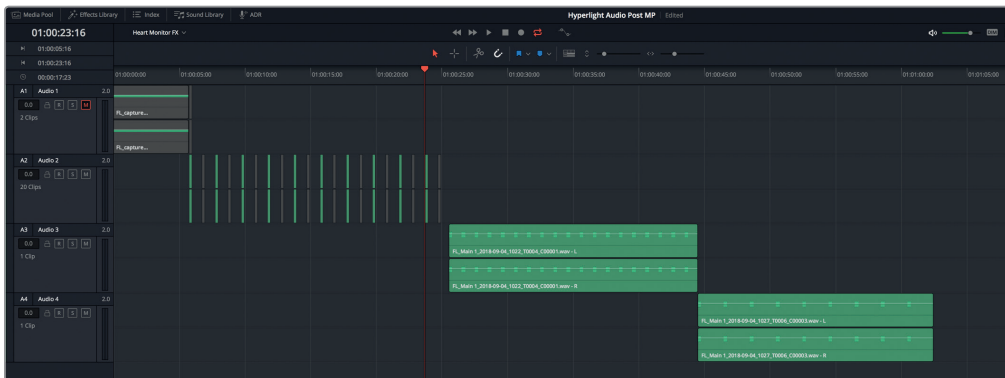 Media Pool Effects Library Index Sound Library ADR Hyperlight Audio Post MP Edited
01:00:23:16 Heart Monitor FX DIM
01:00:05:16
01:00:23:16
00:00:17:23
01:00:00:00 01:00:05:00 01:00:10:00 01:00:15:00 01:00:20:00 01:00:25:00 01:00:30:00 01:00:35:00 01:00:40:00 01:00:45:00 01:00:50:00 01:00:55:00 01:01:00:00 01:01:05:00
A1 Audio 1 2.0
0.0 R S M
2 Clips
FL_capture...
FL_capture...
A2 Audio 2 2.0
0.0 R S M
20 Clips
A3 Audio 3 2.0
0.0 R S M
1 Clip
FL_Main 1_2018-09-04_1022_T0004_C00001.wav - L
FL_Main 1_2018-09-04_1022_T0004_C00001.wav - R
A4 Audio 4 2.0
0.0 R S M
1 Clip
FL_Main 1_2018-09-04_1027_T0006_C00003.wav - L
FL_Main 1_2018-09-04_1027_T0006_C00003.wav - R